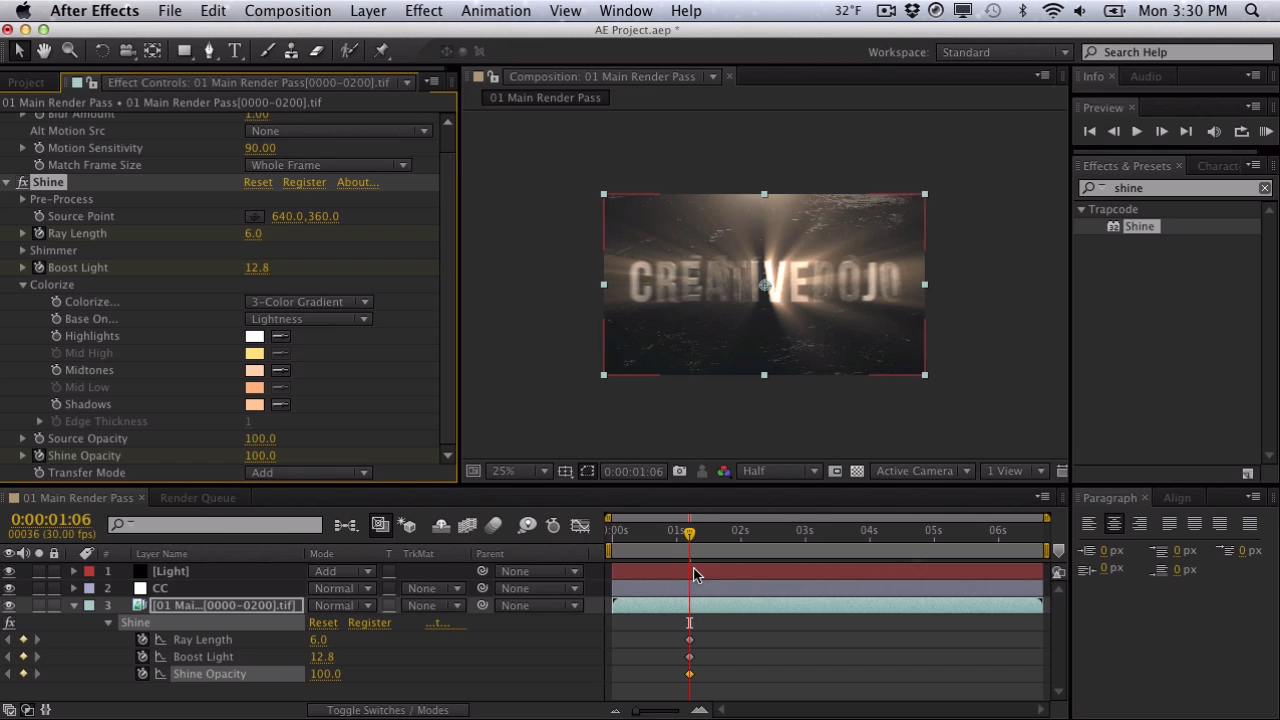 After Effects File Edit Composition Layer Effect Animation View Window Help 32°F Mon 3:30 PM
AE Project.aep *
Workspace: Standard Search Help
Project Effect Controls: 01 Main Render Pass[0000-0200].tif
01 Main Render Pass • 01 Main Render Pass[0000-0200].tif
Blur Amount 1.00
Alt Motion Src None
Motion Sensitivity 90.00
Match Frame Size Whole Frame
fx Shine Reset Register About...
Pre-Process
Source Point 640.0,360.0
Ray Length 6.0
Shimmer
Boost Light 12.8
Colorize
Colorize... 3-Color Gradient
Base On... Lightness
Highlights
Mid High
Midtones
Mid Low
Shadows
Edge Thickness 1
Source Opacity 100.0
Shine Opacity 100.0
Transfer Mode Add
Composition: 01 Main Render Pass
01 Main Render Pass
CREATIVEDOJO
25% 0:00:01:06 Half Active Camera 1 View
Info Audio
Preview
Effects & Presets Charact
shine
Trapcode
Shine
01 Main Render Pass Render Queue
0:00:01:06
00036 (30.00 fps)
:00s 01s 02s 03s 04s 05s 06s
# Layer Name Mode T TrkMat Parent
1 [Light] Add None
2 CC Normal None None
3 [01 Mai...[0000-0200].tif] Normal None None
fx Shine Reset Register ...t...
Ray Length 6.0
Boost Light 12.8
Shine Opacity 100.0
Toggle Switches / Modes
Paragraph Align
0 px 0 px 0 px
0 px 0 px